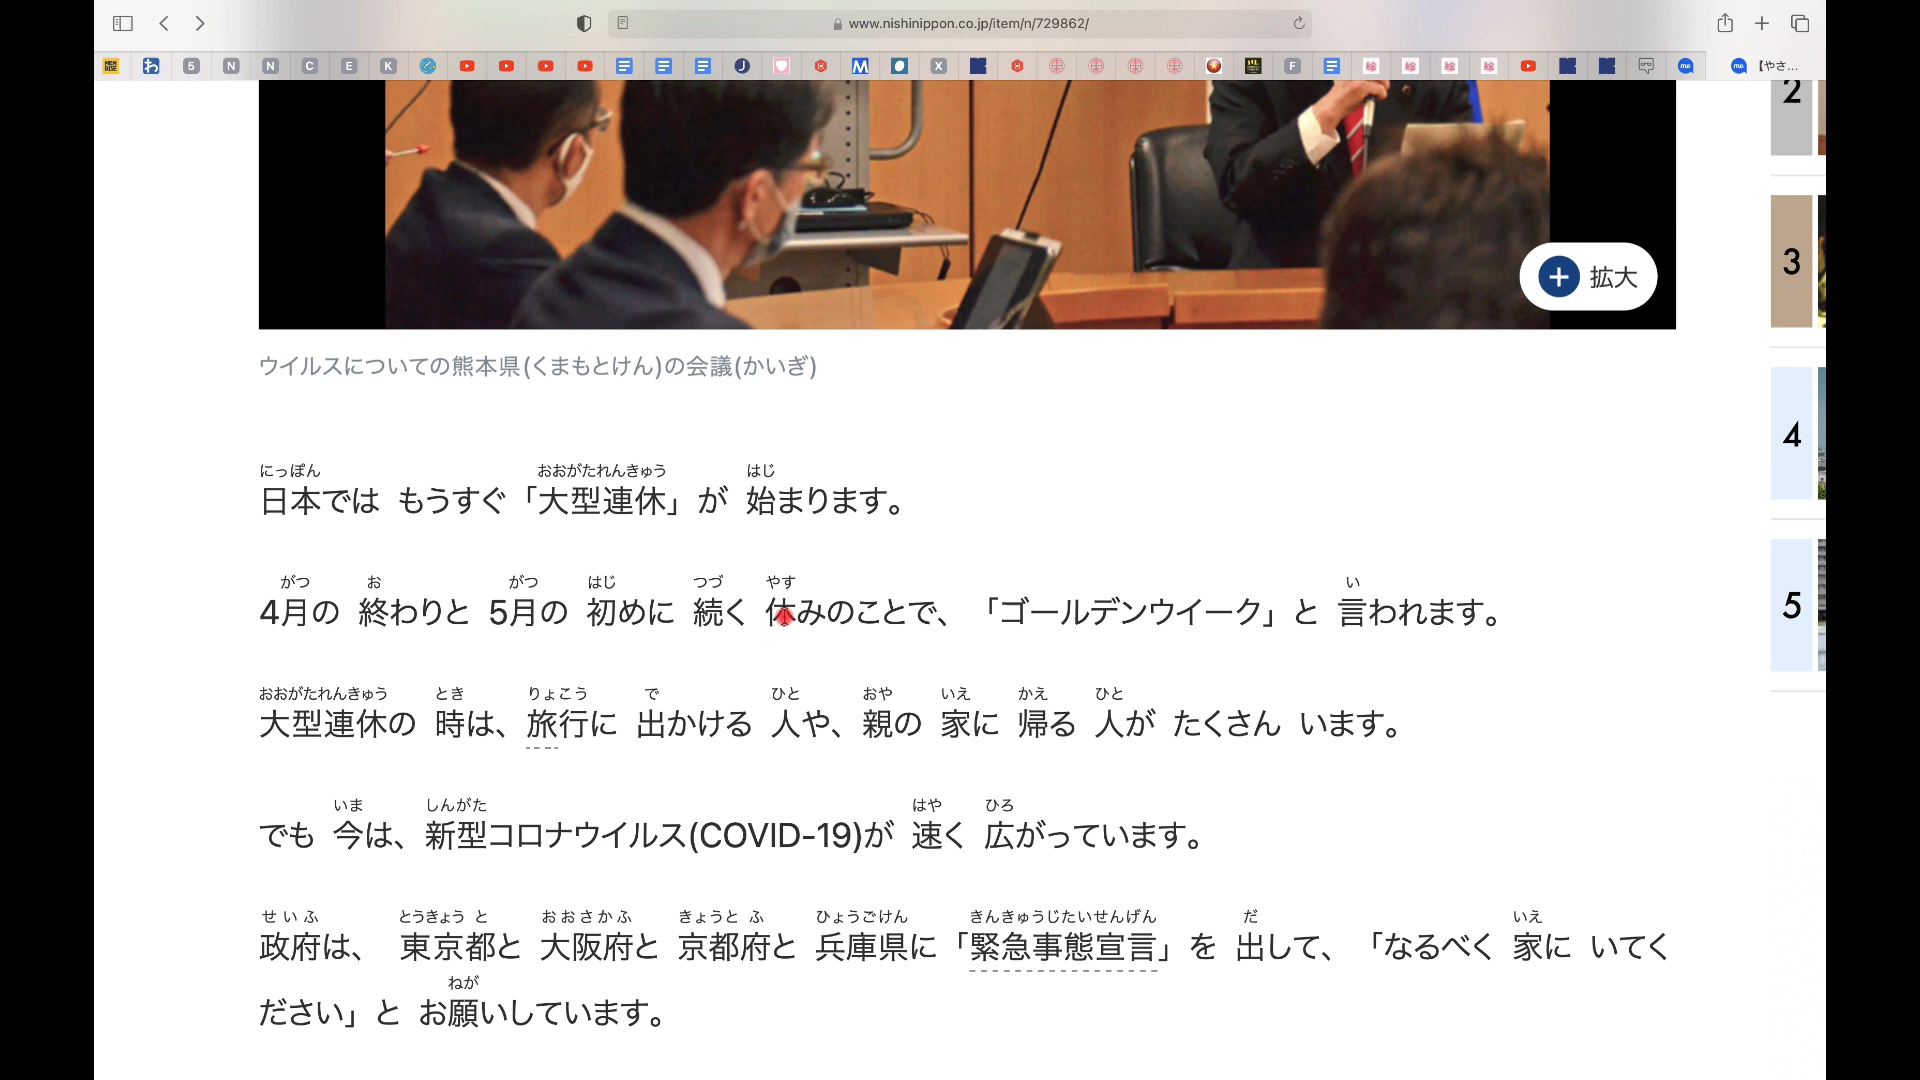 www.nishinippon.co.jp/item/n/729862/
わ 5 N N C E K J M X F me me 【やさ...
2
3
拡大
ウイルスについての熊本県(くまもとけん)の会議(かいぎ)
4
にっぽん おおがたれんきゅう はじ
日本では もうすぐ「大型連休」が 始まります。
がつ お がつ はじ つづ やす い
4月の 終わりと 5月の 初めに 続く 休みのことで、「ゴールデンウイーク」と 言われます。
5
おおがたれんきゅう とき りょこう で ひと おや いえ かえ ひと
大型連休の 時は、旅行に 出かける 人や、親の 家に 帰る 人が たくさん います。
いま しんがた はや ひろ
でも 今は、新型コロナウイルス(COVID-19)が 速く 広がっています。
せいふ とうきょう と おおさかふ きょうと ふ ひょうごけん きんきゅうじたいせんげん だ いえ
政府は、 東京都と 大阪府と 京都府と 兵庫県に「緊急事態宣言」を 出して、「なるべく 家に いてく
ねが
ださい」と お願いしています。